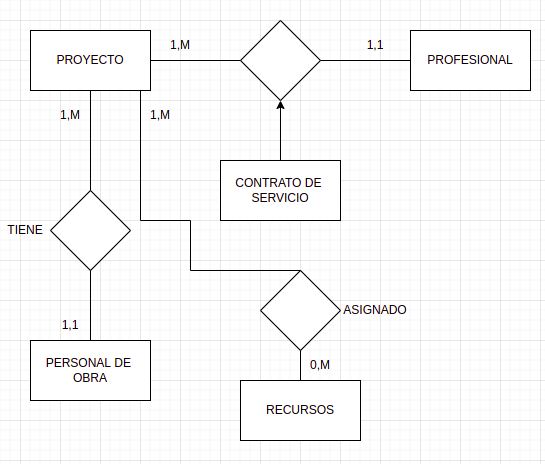 PROYECTO
1,M
1,1
PROFESIONAL
1,M
1,M
CONTRATO DE
SERVICIO
TIENE
ASIGNADO
1,1
PERSONAL DE
OBRA
0,M
RECURSOS